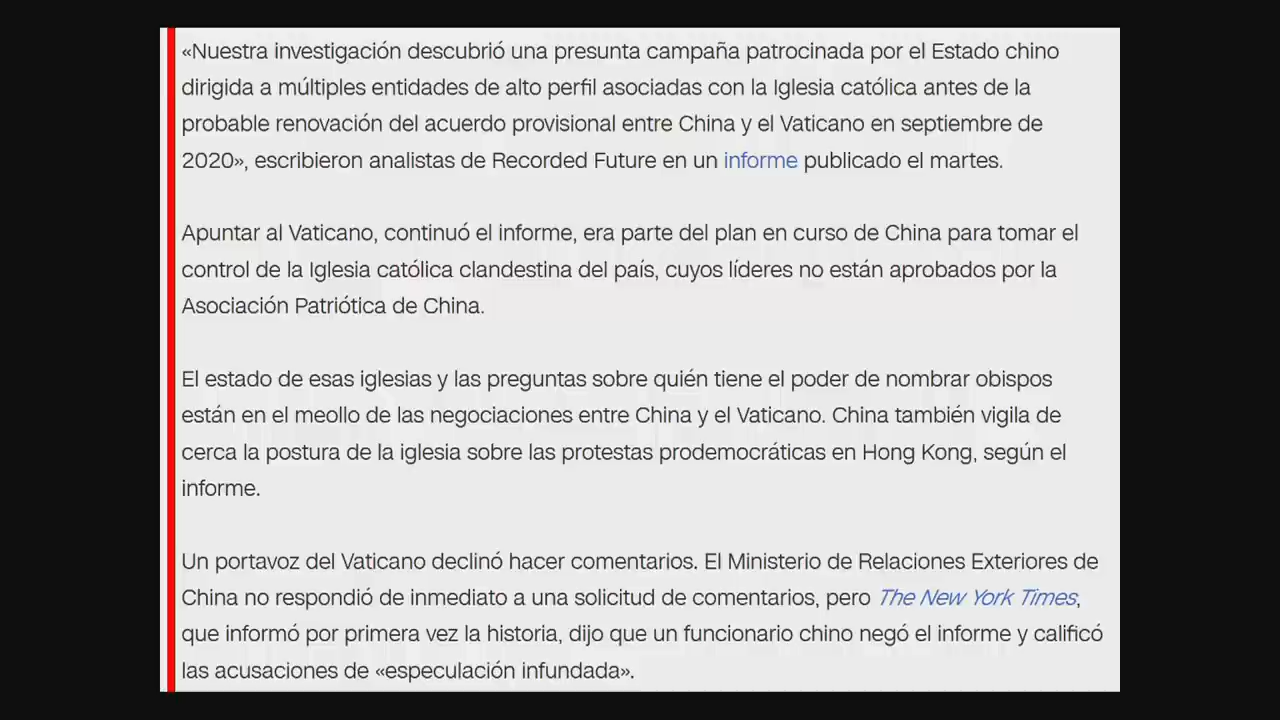 «Nuestra investigación descubrió una presunta campaña patrocinada por el Estado chino
dirigida a múltiples entidades de alto perfil asociadas con la Iglesia católica antes de la
probable renovación del acuerdo provisional entre China y el Vaticano en septiembre de
2020», escribieron analistas de Recorded Future en un informe publicado el martes.
Apuntar al Vaticano, continuó el informe, era parte del plan en curso de China para tomar el
control de la Iglesia católica clandestina del país, cuyos líderes no están aprobados por la
Asociación Patriótica de China.
El estado de esas iglesias y las preguntas sobre quién tiene el poder de nombrar obispos
están en el meollo de las negociaciones entre China y el Vaticano. China también vigila de
cerca la postura de la iglesia sobre las protestas prodemocráticas en Hong Kong, según el
informe.
Un portavoz del Vaticano declinó hacer comentarios. El Ministerio de Relaciones Exteriores de
China no respondió de inmediato a una solicitud de comentarios, pero The New York Times,
que informó por primera vez la historia, dijo que un funcionario chino negó el informe y calificó
las acusaciones de «especulación infundada».